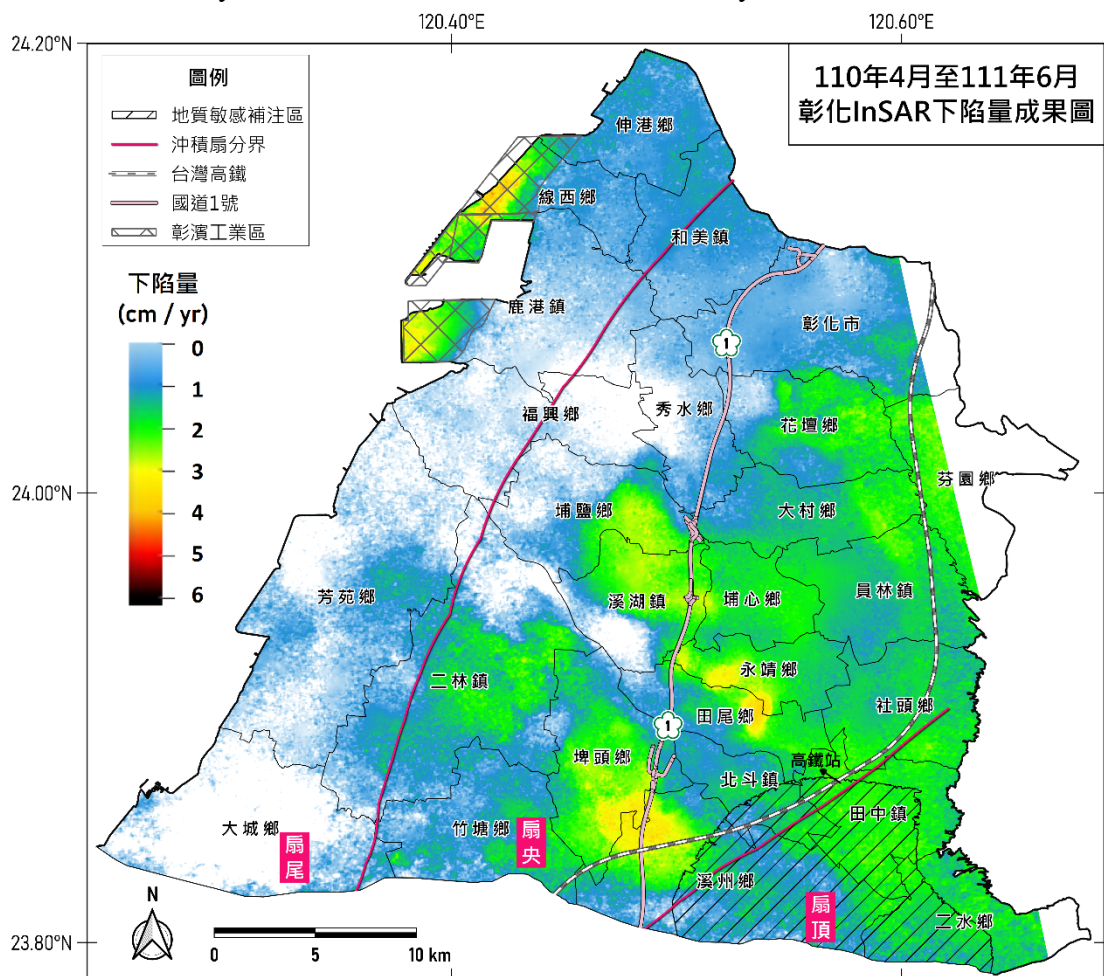 120.40°E
120.60°E
24.20°N
24.00°N
23.80°N
110年4月至111年6月
彰化InSAR下陷量成果圖
圖例
地質敏感補注區
沖積扇分界
台灣高鐵
國道1號
彰濱工業區
下陷量
(cm / yr)
0
1
2
3
4
5
6
伸港鄉
線西鄉
和美鎮
鹿港鎮
彰化市
1
福興鄉
秀水鄉
花壇鄉
芬園鄉
埔鹽鄉
大村鄉
芳苑鄉
溪湖鎮
埔心鄉
員林鎮
二林鎮
永靖鄉
田尾鄉
社頭鄉
1
埤頭鄉
北斗鎮
高鐵站
田中鎮
大城鄉
扇尾
竹塘鄉
扇央
溪州鄉
扇頂
二水鄉
N
0
5
10 km